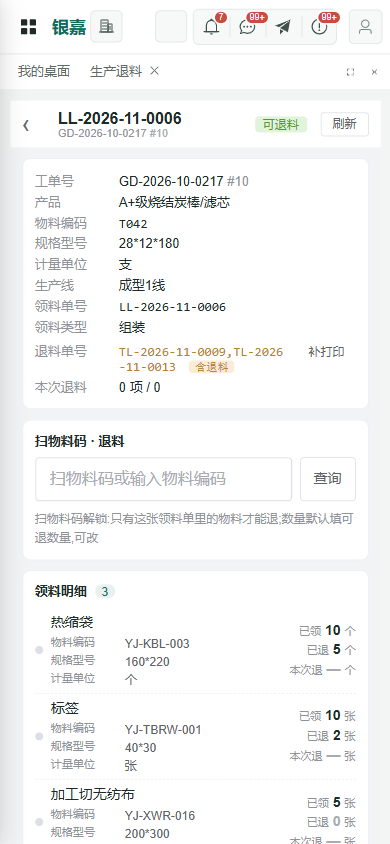 银嘉
7
99+
99+
我的桌面 生产退料
LL-2026-11-0006
GD-2026-10-0217 #10
可退料
刷新
工单号 GD-2026-10-0217 #10
产品 A+级烧结炭棒/滤芯
物料编码 T042
规格型号 28*12*180
计量单位 支
生产线 成型1线
领料单号 LL-2026-11-0006
领料类型 组装
退料单号 TL-2026-11-0009,TL-2026
-11-0013 含退料
补打印
本次退料 0 项 / 0
扫物料码 · 退料
扫物料码或输入物料编码
查询
扫物料码解锁:只有这张领料单里的物料才能退;数量默认填可
退数量,可改
领料明细 3
热缩袋
物料编码 YJ-KBL-003
规格型号 160*220
计量单位 个
已领 10 个
已退 5 个
本次退 — 个
标签
物料编码 YJ-TBRW-001
规格型号 40*30
计量单位 张
已领 10 张
已退 2 张
本次退 — 张
加工切无纺布
物料编码 YJ-XWR-016
规格型号 200*300
已领 5 张
已退 0 张
本次退 — 张